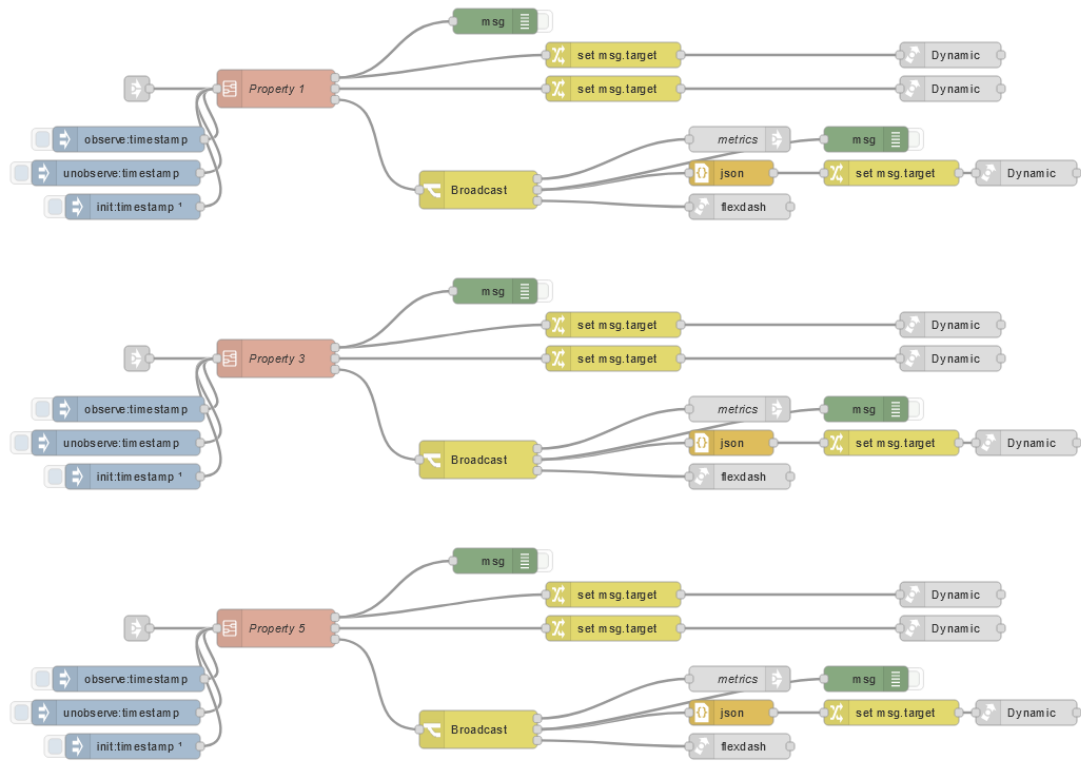 msg
set msg.target
Dynamic
Property 1
set msg.target
Dynamic
observe:timestamp
metrics
msg
unobserve:timestamp
Broadcast
json
set msg.target
Dynamic
init:timestamp ¹
flexdash
msg
set msg.target
Dynamic
Property 3
set msg.target
Dynamic
observe:timestamp
metrics
msg
unobserve:timestamp
Broadcast
json
set msg.target
Dynamic
init:timestamp ¹
flexdash
msg
set msg.target
Dynamic
Property 5
set msg.target
Dynamic
observe:timestamp
metrics
msg
unobserve:timestamp
Broadcast
json
set msg.target
Dynamic
init:timestamp ¹
flexdash